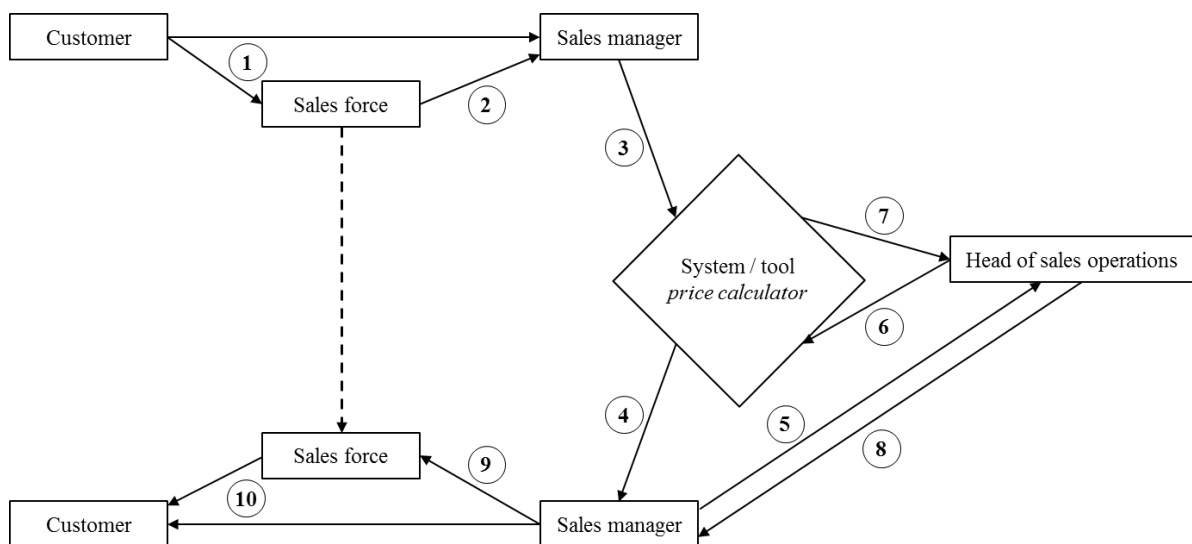 Customer
Sales manager
1
Sales force
2
3
7
System / tool
price calculator
Head of sales operations
6
4
5
8
Sales force
9
10
Customer
Sales manager